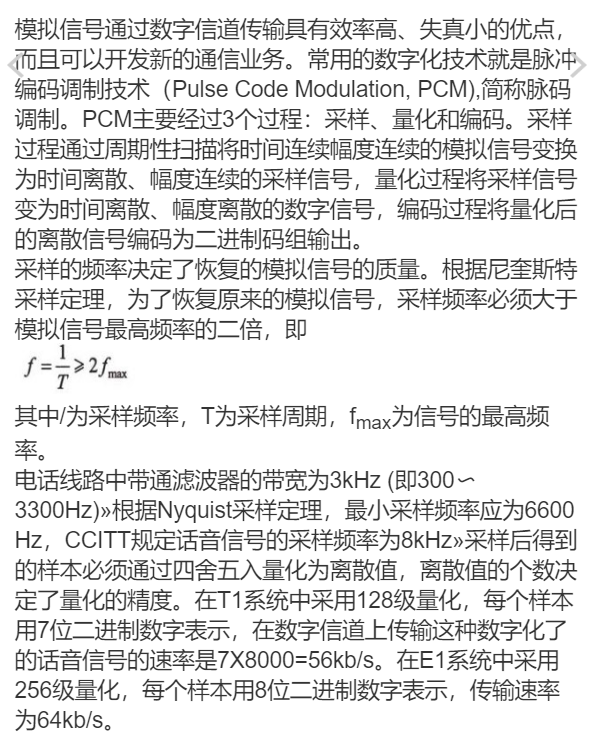 模拟信号通过数字信道传输具有效率高、失真小的优点，
而且可以开发新的通信业务。常用的数字化技术就是脉冲
编码调制技术（Pulse Code Modulation, PCM),简称脉码
调制。PCM主要经过3个过程：采样、量化和编码。采样
过程通过周期性扫描将时间连续幅度连续的模拟信号变换
为时间离散、幅度连续的采样信号，量化过程将采样信号
变为时间离散、幅度离散的数字信号，编码过程将量化后
的离散信号编码为二进制码组输出。
采样的频率决定了恢复的模拟信号的质量。根据尼奎斯特
采样定理，为了恢复原来的模拟信号，采样频率必须大于
模拟信号最高频率的二倍，即
f = 1/T ⩾ 2fmax
其中/为采样频率，T为采样周期，fmax为信号的最高频
率。
电话线路中带通滤波器的带宽为3kHz (即300∽
3300Hz)»根据Nyquist采样定理，最小采样频率应为6600
Hz，CCITT规定话音信号的采样频率为8kHz»采样后得到
的样本必须通过四舍五入量化为离散值，离散值的个数决
定了量化的精度。在T1系统中采用128级量化，每个样本
用7位二进制数字表示，在数字信道上传输这种数字化了
的话音信号的速率是7X8000=56kb/s。在E1系统中采用
256级量化，每个样本用8位二进制数字表示，传输速率
为64kb/s。